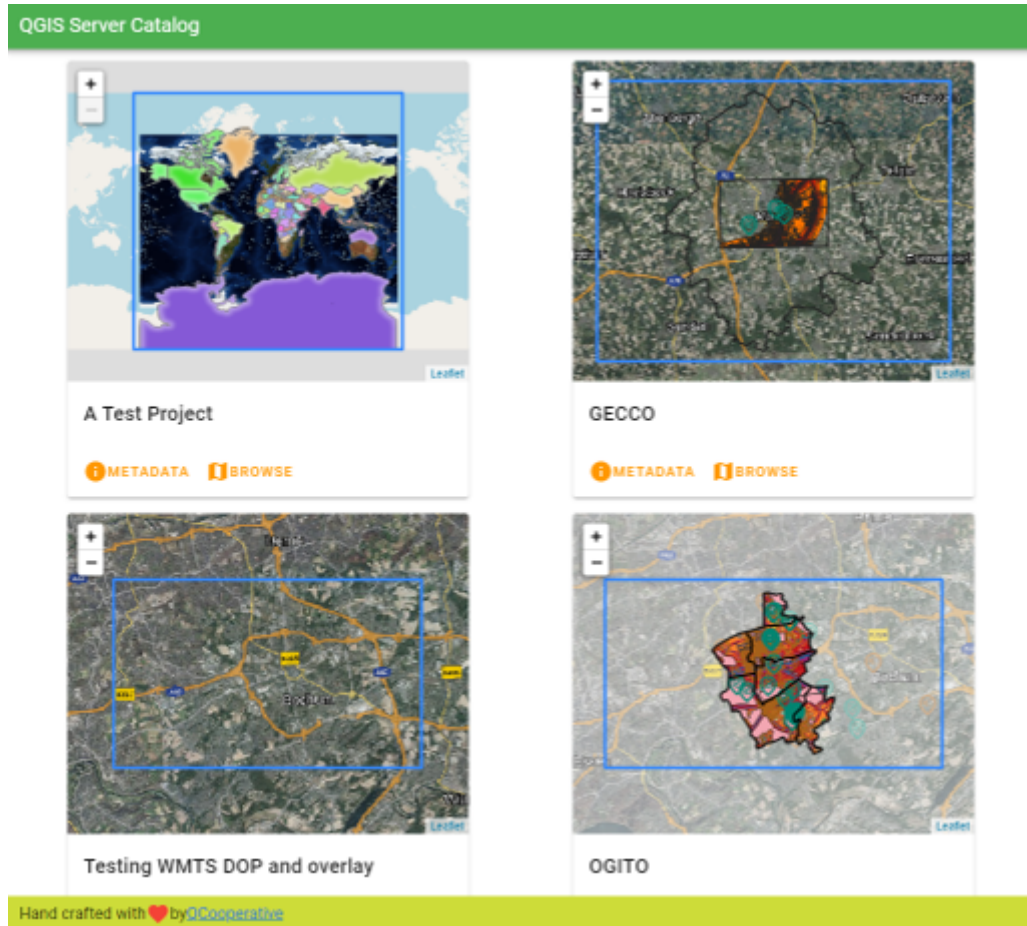 QGIS Server Catalog
+
−
Leaflet
A Test Project
METADATA BROWSE
+
−
Leaflet
GECCO
METADATA BROWSE
+
−
Leaflet
Testing WMTS DOP and overlay
+
−
Leaflet
OGITO
Hand crafted with ❤ by QCooperative